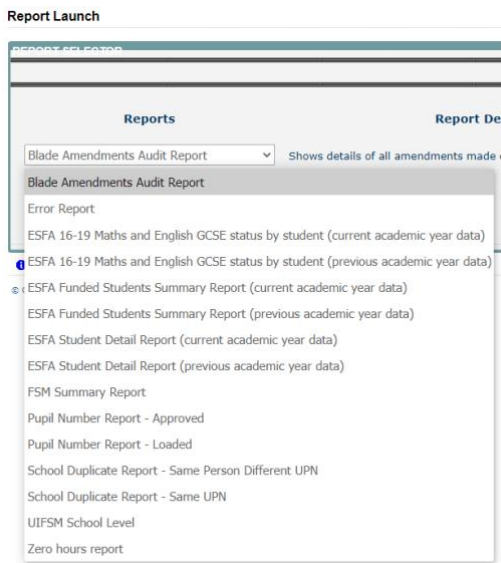 Report Launch
REPORT SELECTOR
Reports
Report De
Blade Amendments Audit Report
Shows details of all amendments made
Blade Amendments Audit Report
Error Report
ESFA 16-19 Maths and English GCSE status by student (current academic year data)
ESFA 16-19 Maths and English GCSE status by student (previous academic year data)
ESFA Funded Students Summary Report (current academic year data)
ESFA Funded Students Summary Report (previous academic year data)
ESFA Student Detail Report (current academic year data)
ESFA Student Detail Report (previous academic year data)
FSM Summary Report
Pupil Number Report - Approved
Pupil Number Report - Loaded
School Duplicate Report - Same Person Different UPN
School Duplicate Report - Same UPN
UIFSM School Level
Zero hours report